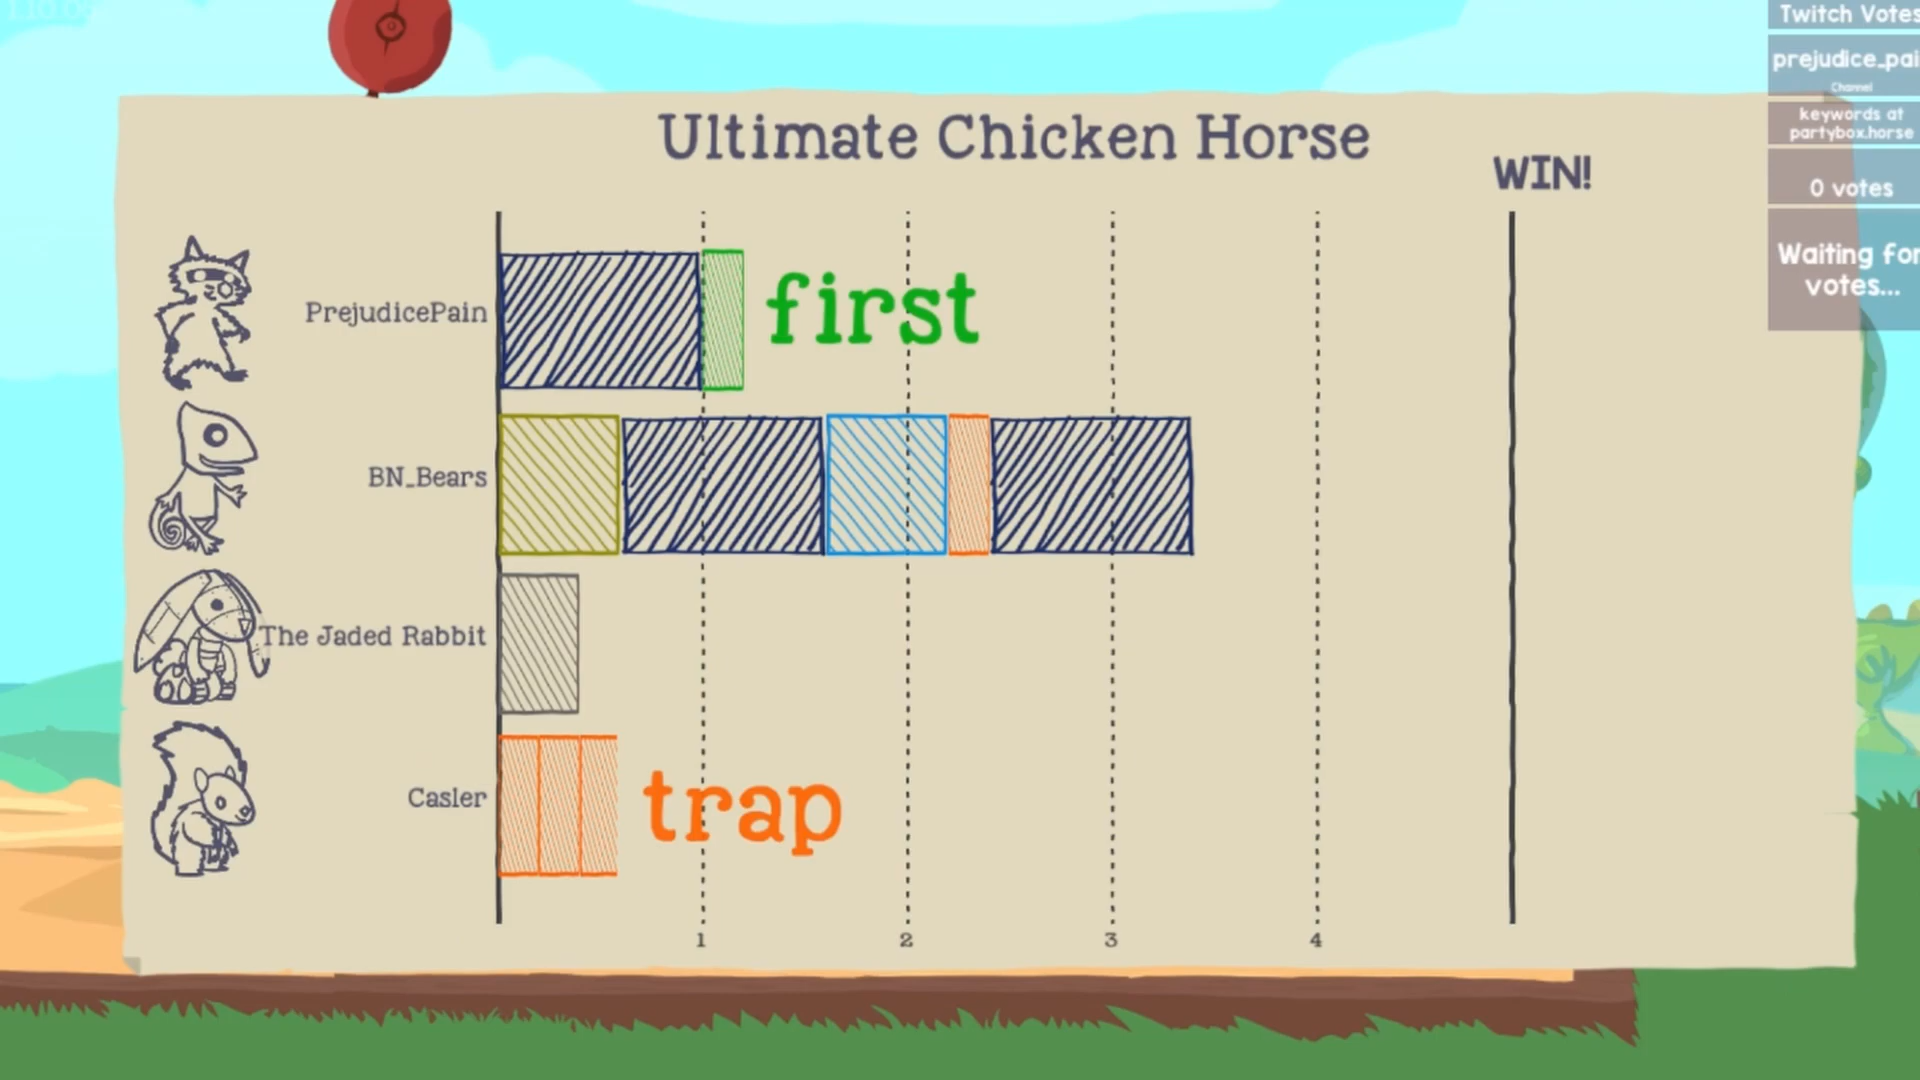 Ultimate Chicken Horse
WIN!
PrejudicePain
first
BN_Bears
The Jaded Rabbit
Casler
trap
1 2 3 4
Twitch Votes
prejudice_pai
Channel
keywords at
partybox.horse
0 votes
Waiting for
votes...